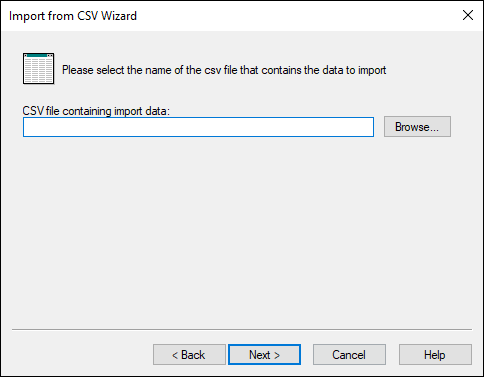 Import from CSV Wizard
Please select the name of the csv file that contains the data to import
CSV file containing import data:
Browse...
< Back
Next >
Cancel
Help